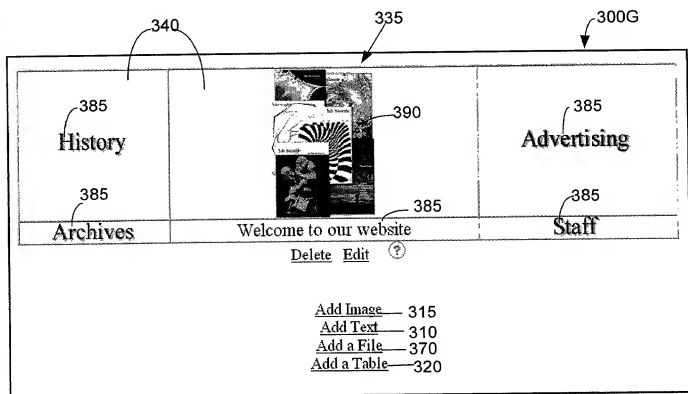 340 335 300G
385 390 385
History Advertising
385 385 385
Archives Welcome to our website Staff
Delete Edit ?
Add Image 315
Add Text 310
Add a File 370
Add a Table 320